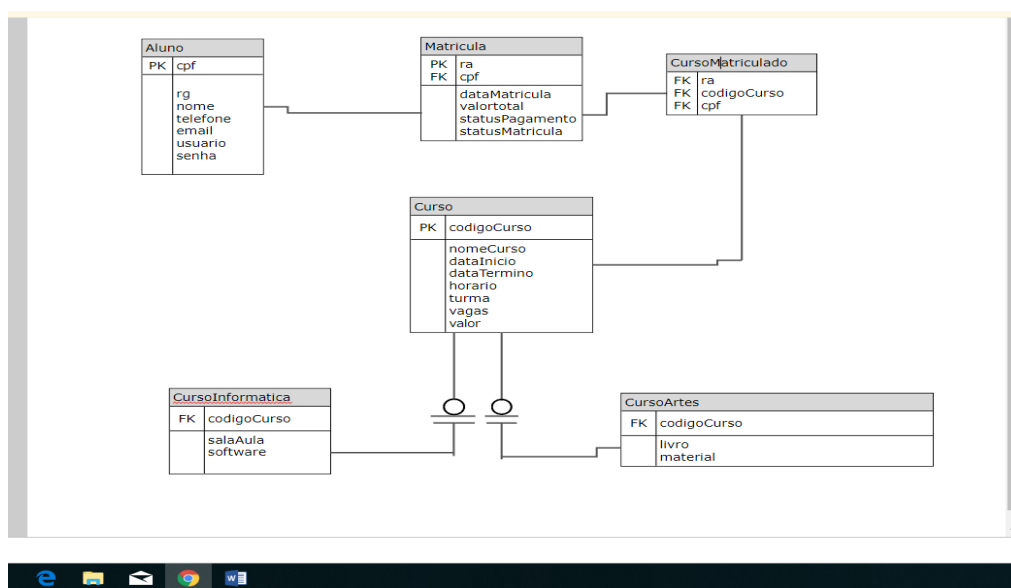 Aluno
PK cpf
rg
nome
telefone
email
usuario
senha
Matricula
PK ra
FK cpf
dataMatricula
valortotal
statusPagamento
statusMatricula
CursoMatriculado
FK ra
FK codigoCurso
FK cpf
Curso
PK codigoCurso
nomeCurso
dataInicio
dataTermino
horario
turma
vagas
valor
CursoInformatica
FK codigoCurso
salaAula
software
CursoArtes
FK codigoCurso
livro
material